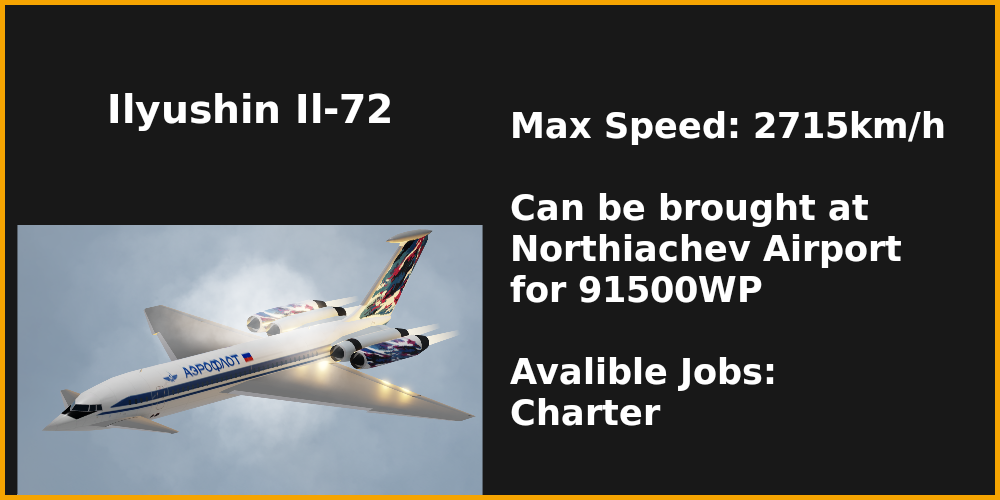 Ilyushin Il-72
Max Speed: 2715km/h
Can be brought at
Northiachev Airport
for 91500WP
Avalible Jobs:
Charter
АЭРОФЛОТ